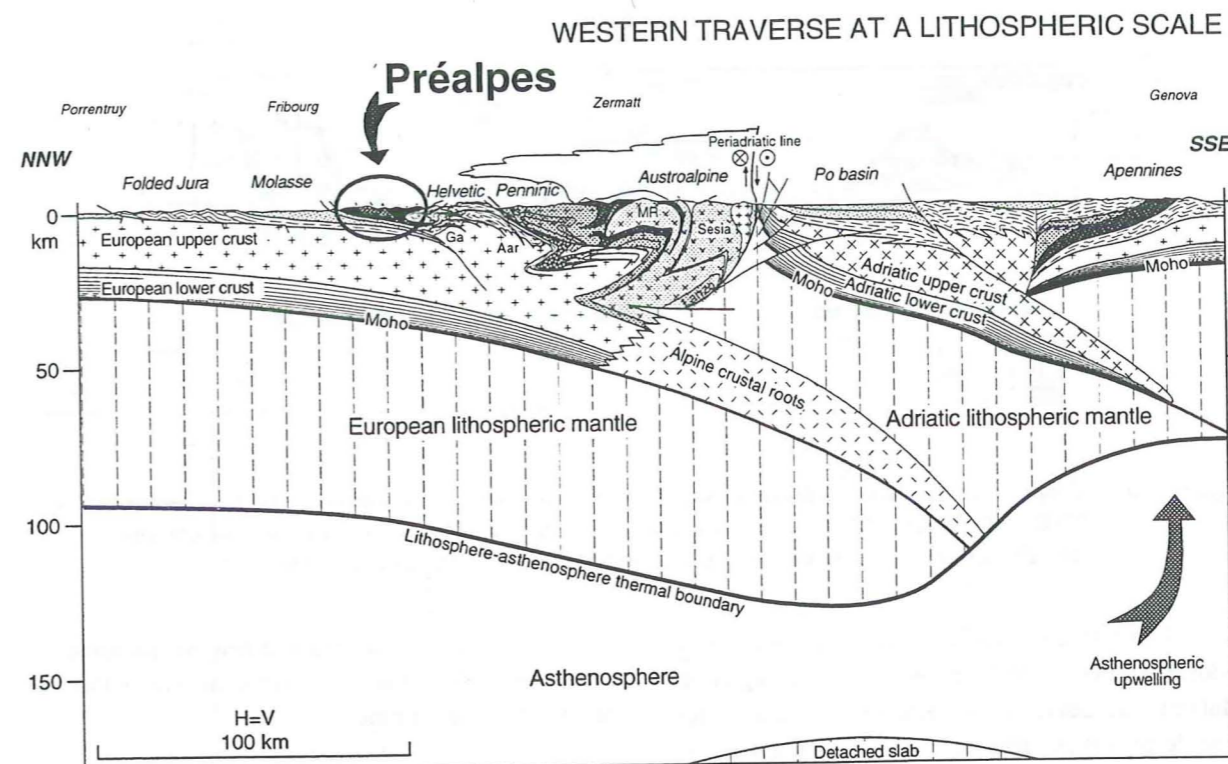 WESTERN TRAVERSE AT A LITHOSPHERIC SCALE
Préalpes
Porrentruy
Fribourg
Zermatt
Genova
Periadriatic line
NNW
SSE
Folded Jura
Molasse
Helvetic
Penninic
Austroalpine
Po basin
Apennines
0
km
MR
Sesia
Ga
Aar
European upper crust
European lower crust
Moho
Lanzo
Moho
Adriatic upper crust
Adriatic lower crust
Moho
50
Alpine crustal roots
European lithospheric mantle
Adriatic lithospheric mantle
100
Lithosphere-asthenosphere thermal boundary
150
Asthenosphere
Asthenospheric
upwelling
H=V
100 km
Detached slab